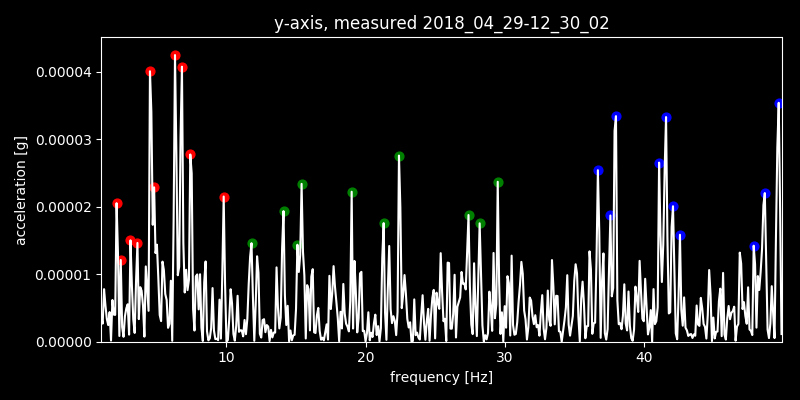 y-axis, measured 2018_04_29-12_30_02
0.00004
0.00003
0.00002
0.00001
0.00000
acceleration [g]
10 20 30 40
frequency [Hz]